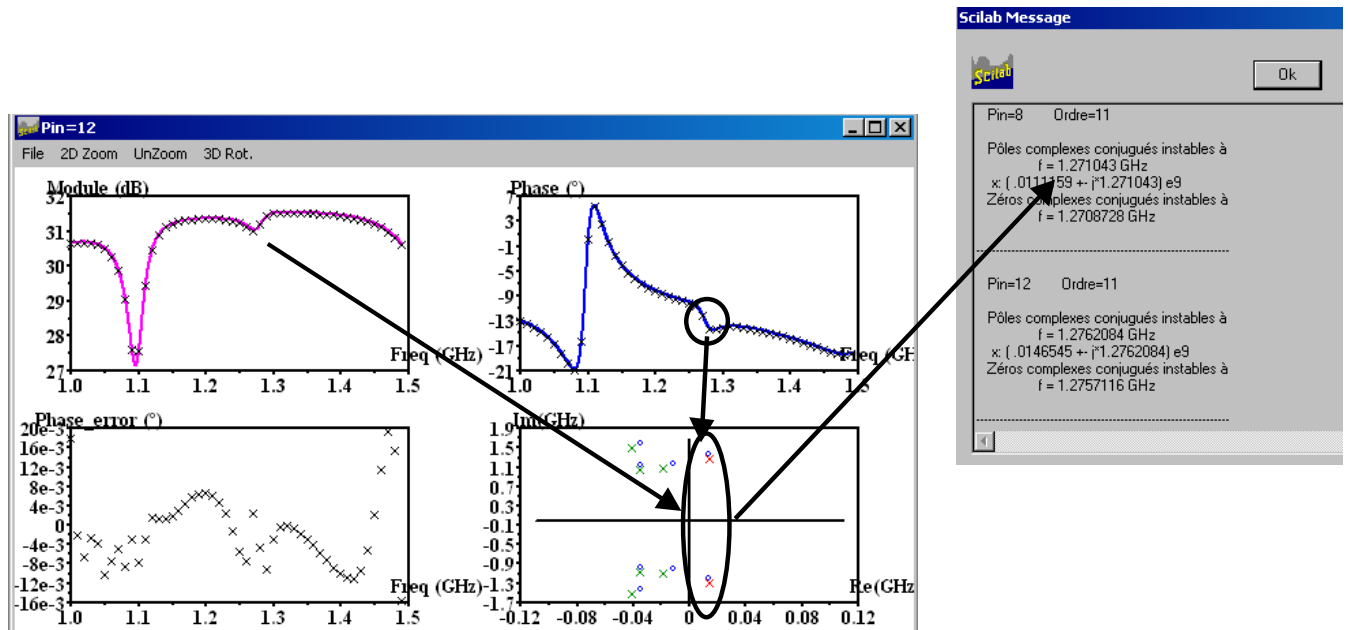 Scilab Message
Scilab
Ok
Pin=8 Ordre=11
Pôles complexes conjugués instables à
f = 1.271043 GHz
x: ( .0111159 +- j*1.271043) e9
Zéros complexes conjugués instables à
f = 1.2708728 GHz
Pin=12 Ordre=11
Pôles complexes conjugués instables à
f = 1.2762084 GHz
x: ( .0146545 +- j*1.2762084) e9
Zéros complexes conjugués instables à
f = 1.2757116 GHz
Pin=12
File 2D Zoom UnZoom 3D Rot.
Module (dB)
32
31
30
29
28
27
1.0 1.1 1.2 1.3 1.4 1.5
Freq (GHz)
Phase (°)
7
3
-1
-5
-9
-13
-17
-21
1.0 1.1 1.2 1.3 1.4 1.5
Freq (GH
Phase_error (°)
20e-3
16e-3
12e-3
8e-3
4e-3
0
-4e-3
-8e-3
-12e-3
-16e-3
1.0 1.1 1.2 1.3 1.4 1.5
Freq (GHz)
Im(GHz)
1.9
1.5
1.1
0.7
0.3
-0.1
-0.5
-0.9
-1.3
-1.7
-0.12 -0.08 -0.04 0 0.04 0.08 0.12
Re(GHz